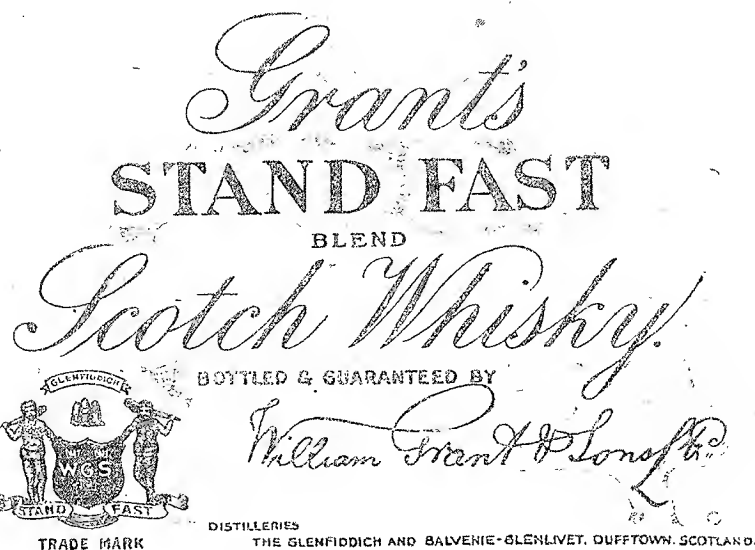 Grant's
STAND FAST
BLEND
Scotch Whisky.
BOTTLED & GUARANTEED BY
William Grant & Sons Ltd.
GLENFIDDICH
WGS
STAND FAST
TRADE MARK
DISTILLERIES
THE GLENFIDDICH AND BALVENIE-GLENLIVET, DUFFTOWN, SCOTLAND.